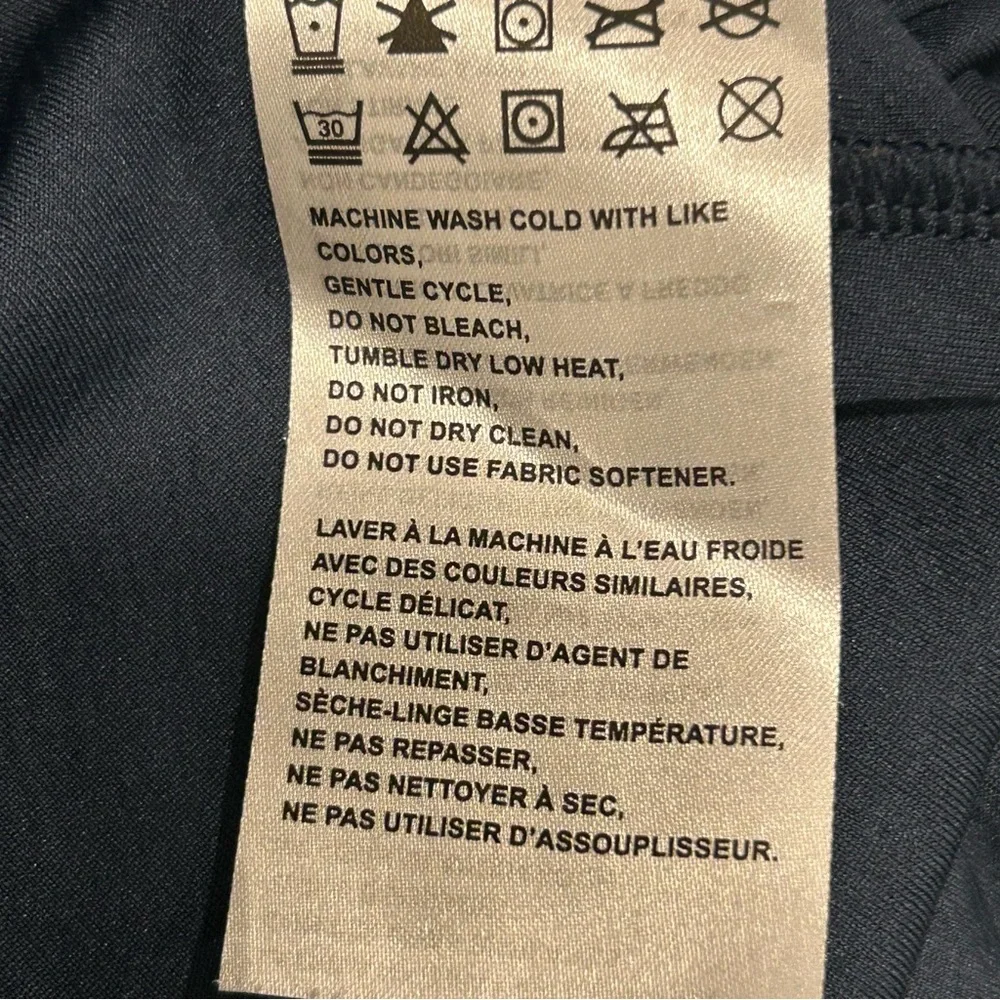 30
MACHINE WASH COLD WITH LIKE
COLORS,
GENTLE CYCLE,
DO NOT BLEACH,
TUMBLE DRY LOW HEAT,
DO NOT IRON,
DO NOT DRY CLEAN,
DO NOT USE FABRIC SOFTENER.
LAVER À LA MACHINE À L'EAU FROIDE
AVEC DES COULEURS SIMILAIRES,
CYCLE DÉLICAT,
NE PAS UTILISER D'AGENT DE
BLANCHIMENT,
SÈCHE-LINGE BASSE TEMPÉRATURE,
NE PAS REPASSER,
NE PAS NETTOYER À SEC,
NE PAS UTILISER D'ASSOUPLISSEUR.